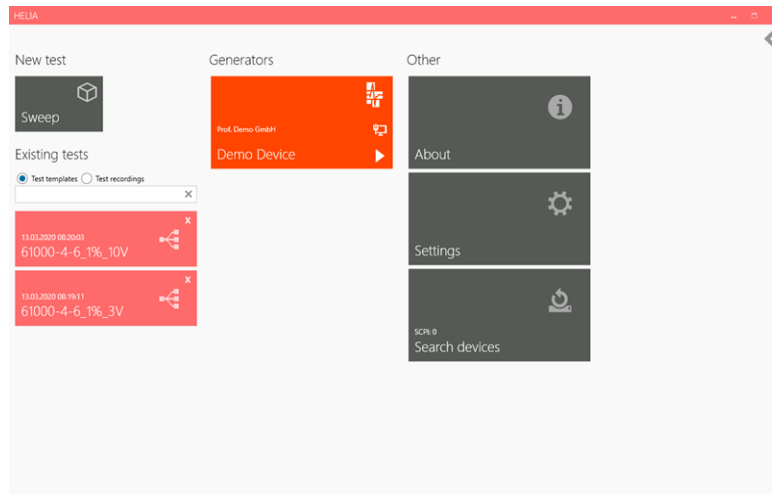 HELIA
New test
Generators
Other
Sweep
Prof. Demo GmbH
Demo Device
About
Existing tests
Test templates
Test recordings
X
13.03.2020 08:20:03
61000-4-6_1%_10V
Settings
X
13.03.2020 08:19:11
61000-4-6_1%_3V
SCPI: 0
Search devices